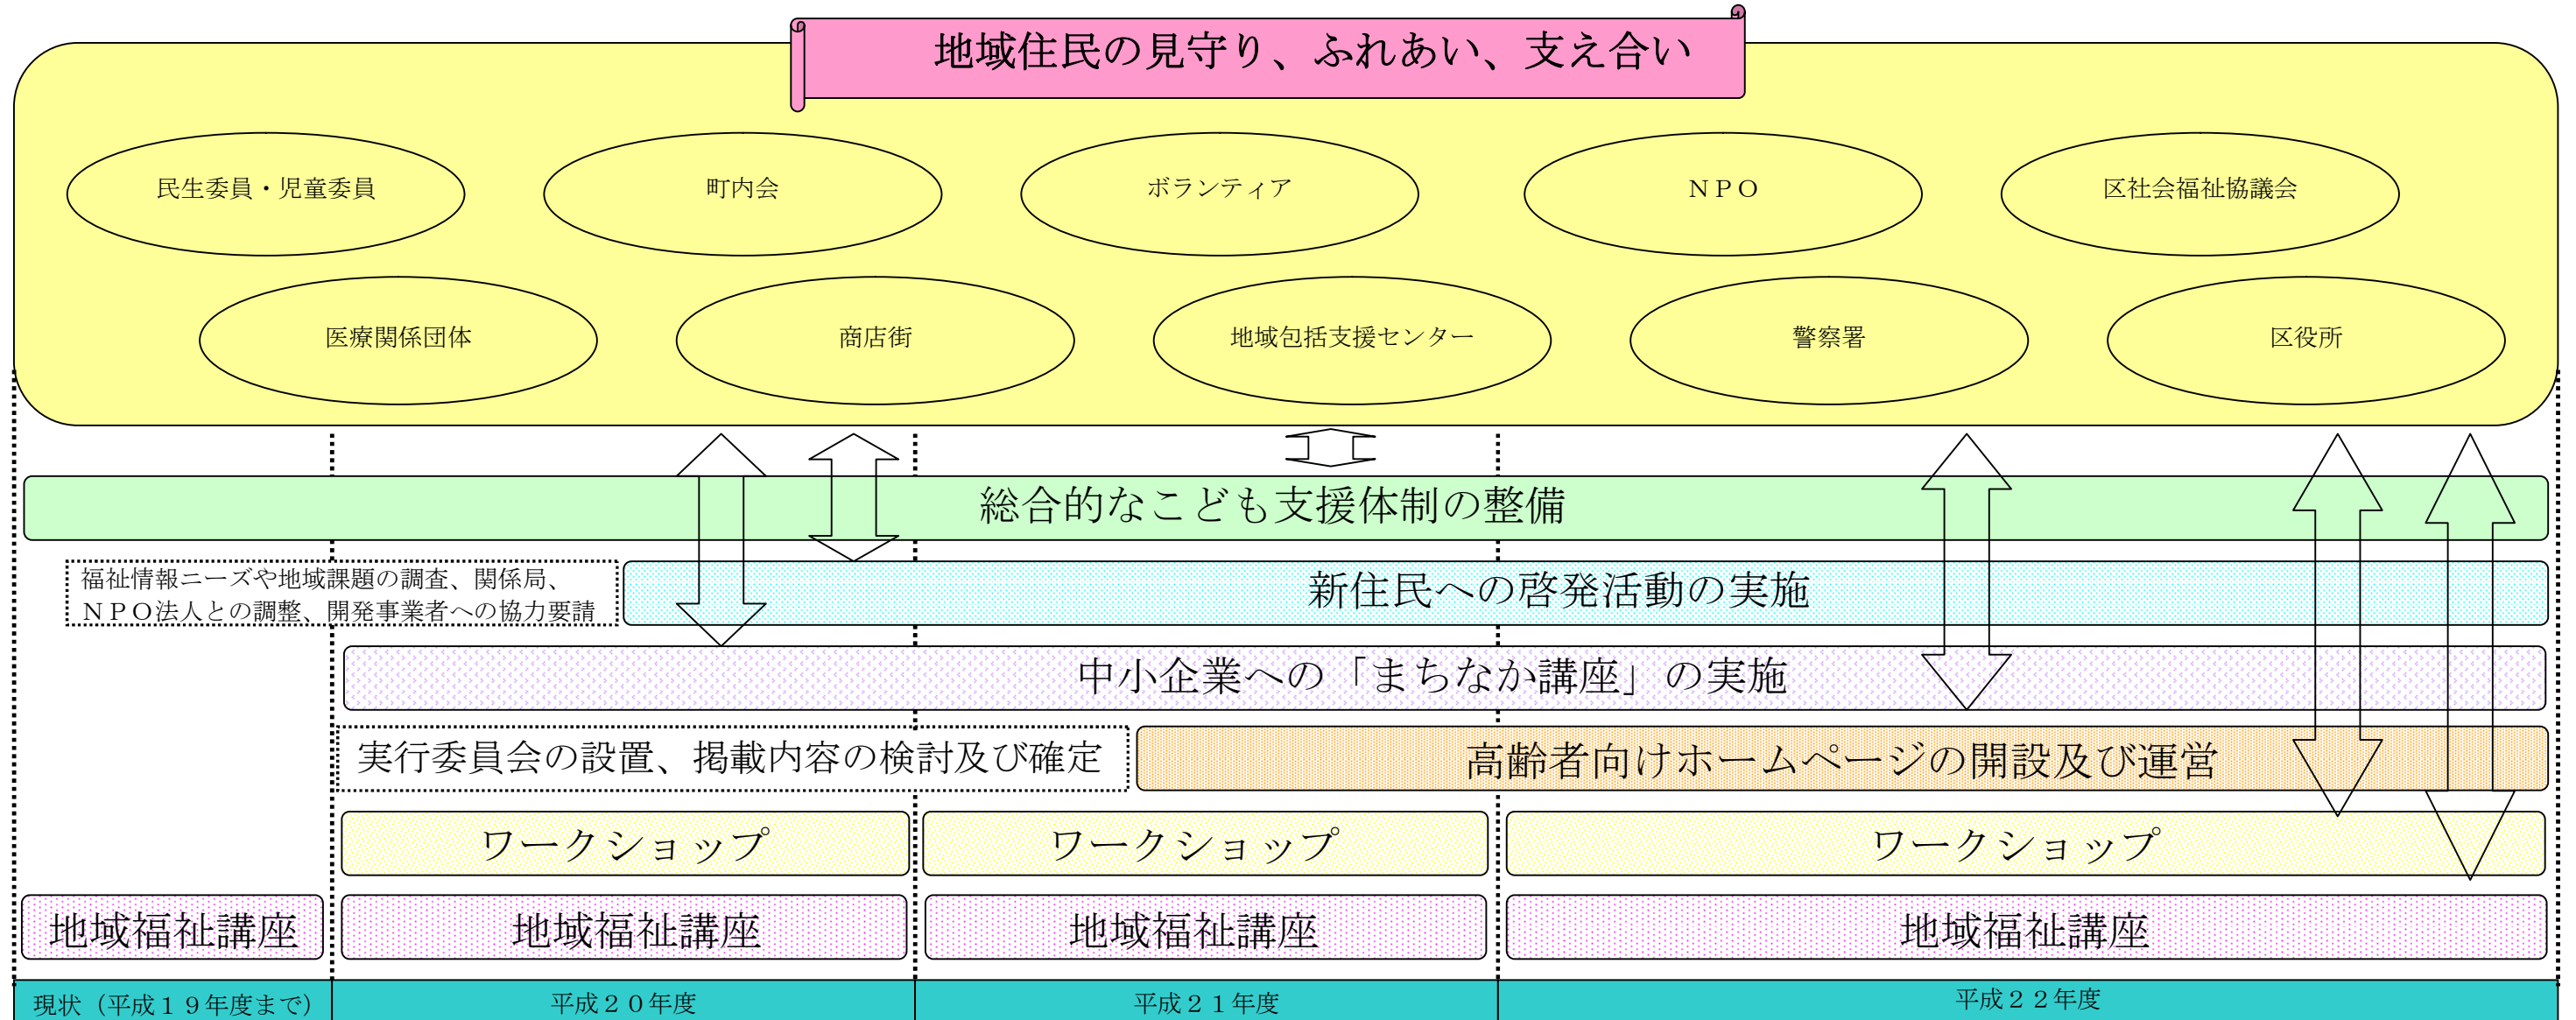 地域住民の見守り、ふれあい、支え合い
民生委員・児童委員
町内会
ボランティア
ＮＰＯ
区社会福祉協議会
医療関係団体
商店街
地域包括支援センター
警察署
区役所
総合的なこども支援体制の整備
福祉情報ニーズや地域課題の調査、関係局、
ＮＰＯ法人との調整、開発事業者への協力要請
新住民への啓発活動の実施
中小企業への「まちなか講座」の実施
実行委員会の設置、掲載内容の検討及び確定
高齢者向けホームページの開設及び運営
ワークショップ
ワークショップ
ワークショップ
地域福祉講座
地域福祉講座
地域福祉講座
地域福祉講座
現状（平成１９年度まで）
平成２０年度
平成２１年度
平成２２年度